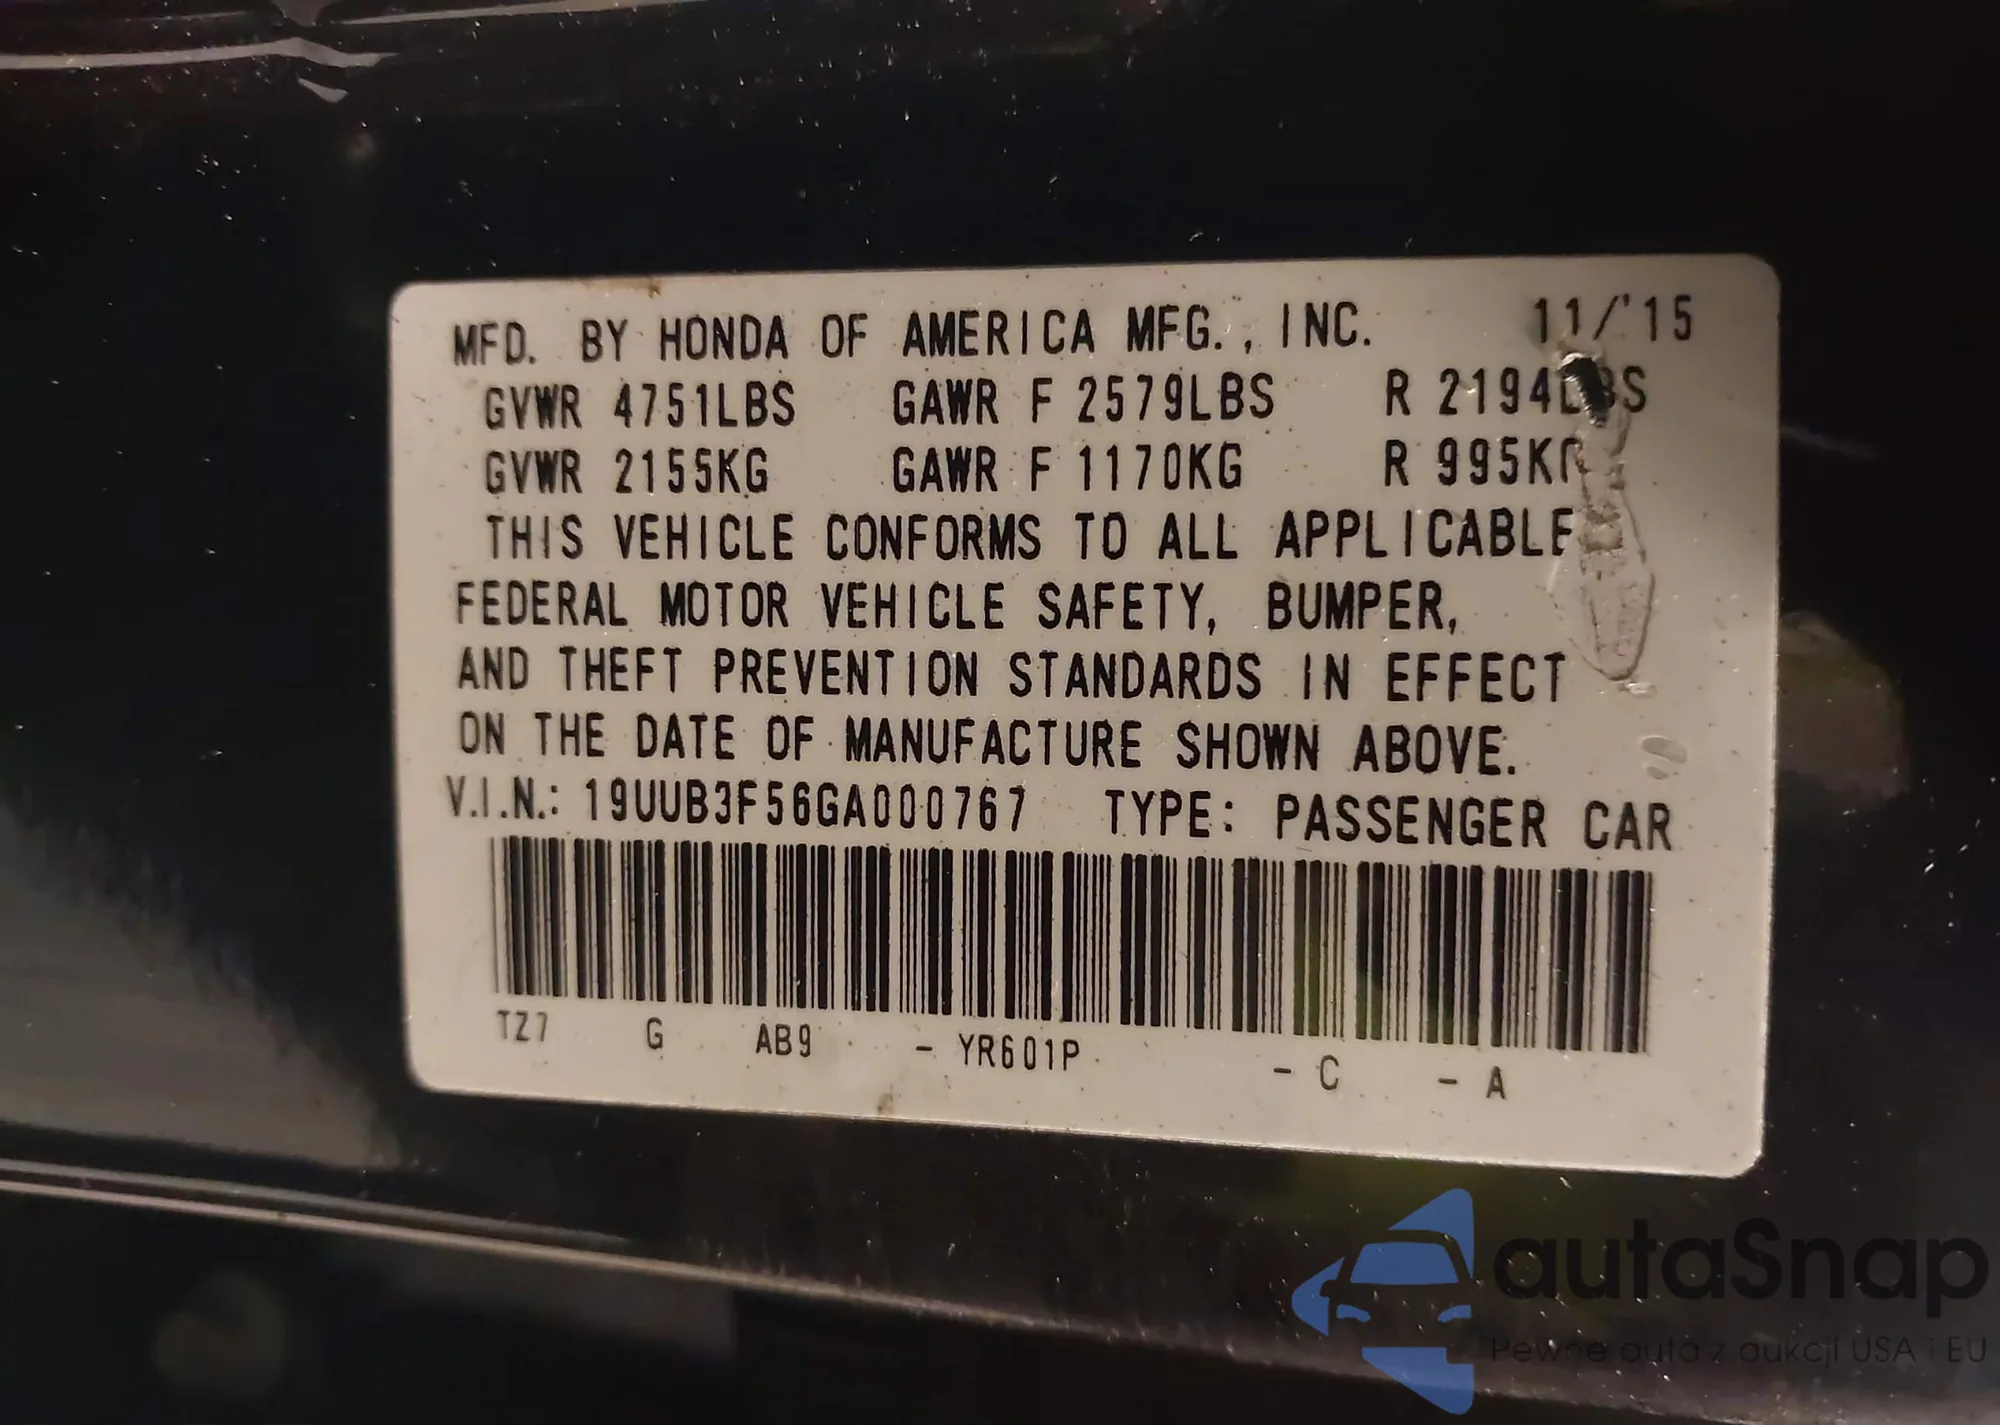 MFD. BY HONDA OF AMERICA MFG., INC. 11/'15
GVWR 4751LBS GAWR F 2579LBS R 2194LBS
GVWR 2155KG GAWR F 1170KG R 995KG
THIS VEHICLE CONFORMS TO ALL APPLICABLE
FEDERAL MOTOR VEHICLE SAFETY, BUMPER,
AND THEFT PREVENTION STANDARDS IN EFFECT
ON THE DATE OF MANUFACTURE SHOWN ABOVE.
V.I.N.: 19UUB3F56GA000767 TYPE: PASSENGER CAR
TZ7 G AB9 - YR601P - C - A
autaSnap
Pewne auta z aukcji USA i EU